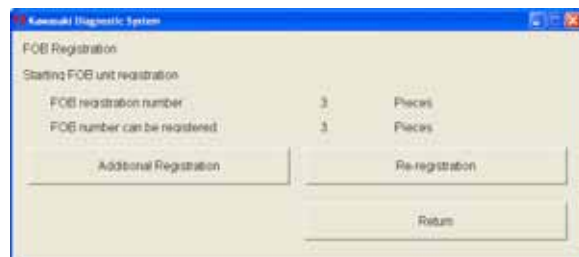 Kawasaki Diagnostic System
FOB Registration
Starting FOB unit registration
FOB registration number 3 Pieces
FOB number can be registered 3 Pieces
Additional Registration Re-registration
Return